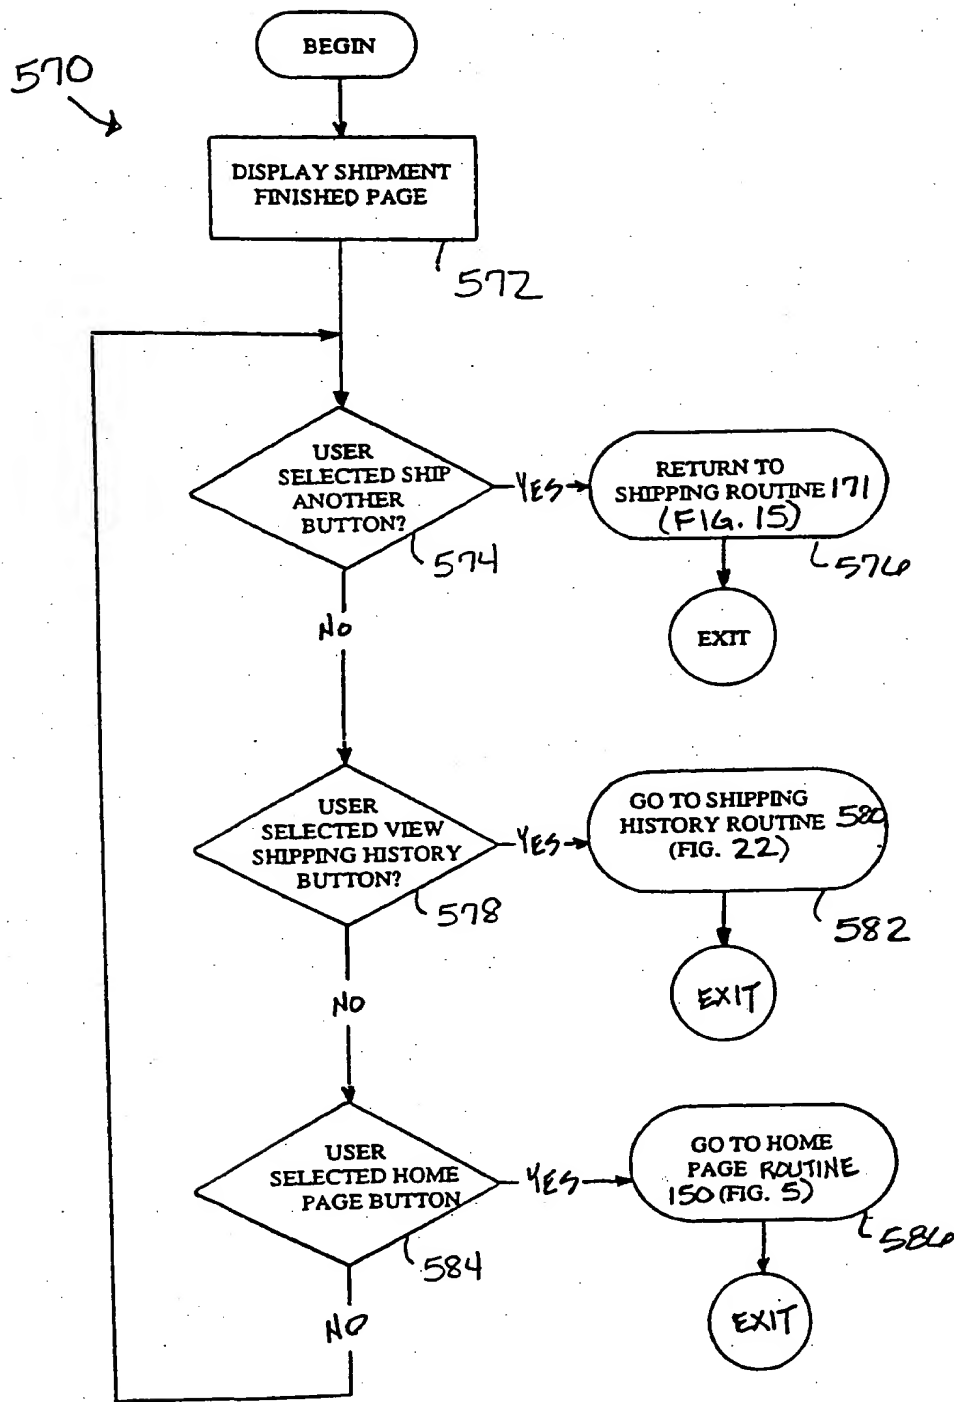 BEGIN
570
DISPLAY SHIPMENT
FINISHED PAGE
572
USER
SELECTED SHIP
ANOTHER
BUTTON?
574
YES
RETURN TO
SHIPPING ROUTINE 171
(FIG. 15)
576
EXIT
NO
USER
SELECTED VIEW
SHIPPING HISTORY
BUTTON?
578
YES
GO TO SHIPPING
HISTORY ROUTINE 580
(FIG. 22)
582
EXIT
NO
USER
SELECTED HOME
PAGE BUTTON
584
YES
GO TO HOME
PAGE ROUTINE
150 (FIG. 5)
586
EXIT
NO